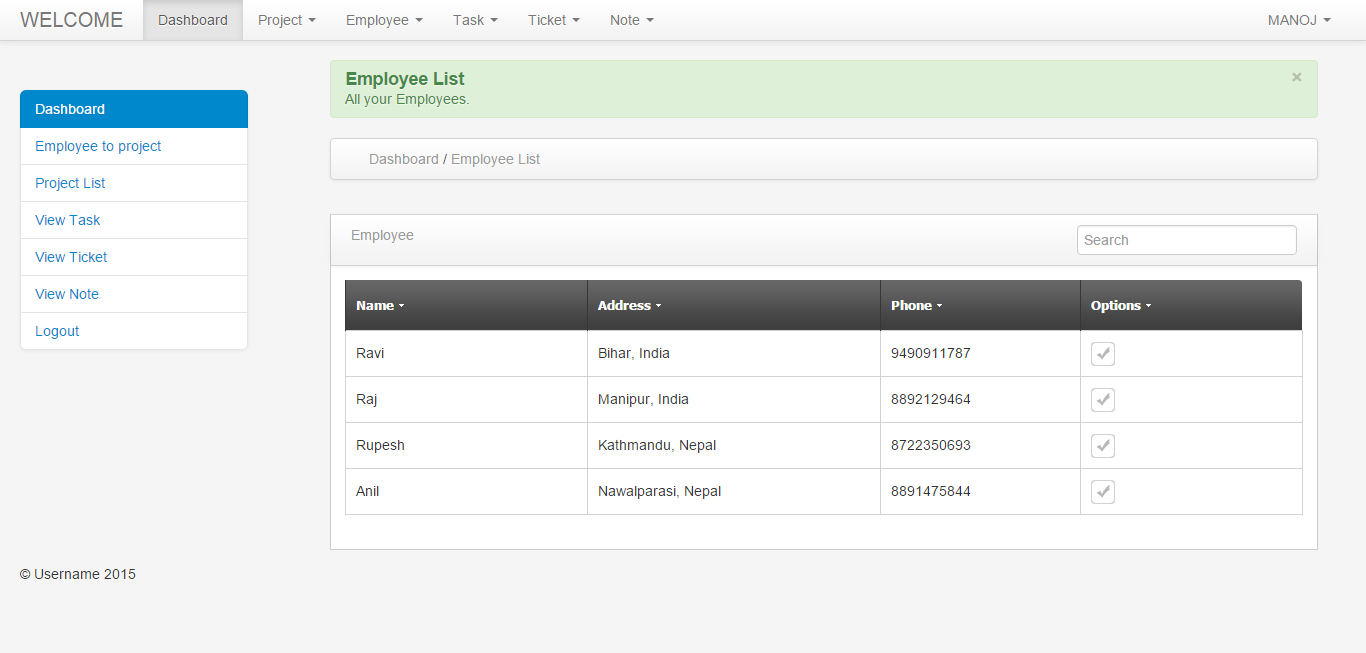 WELCOME Dashboard Project Employee Task Ticket Note MANOJ
Dashboard
Employee to project
Project List
View Task
View Ticket
View Note
Logout
Employee List ×
All your Employees.
Dashboard / Employee List
Employee Search
Name Address Phone Options
Ravi Bihar, India 9490911787
Raj Manipur, India 8892129464
Rupesh Kathmandu, Nepal 8722350693
Anil Nawalparasi, Nepal 8891475844
© Username 2015